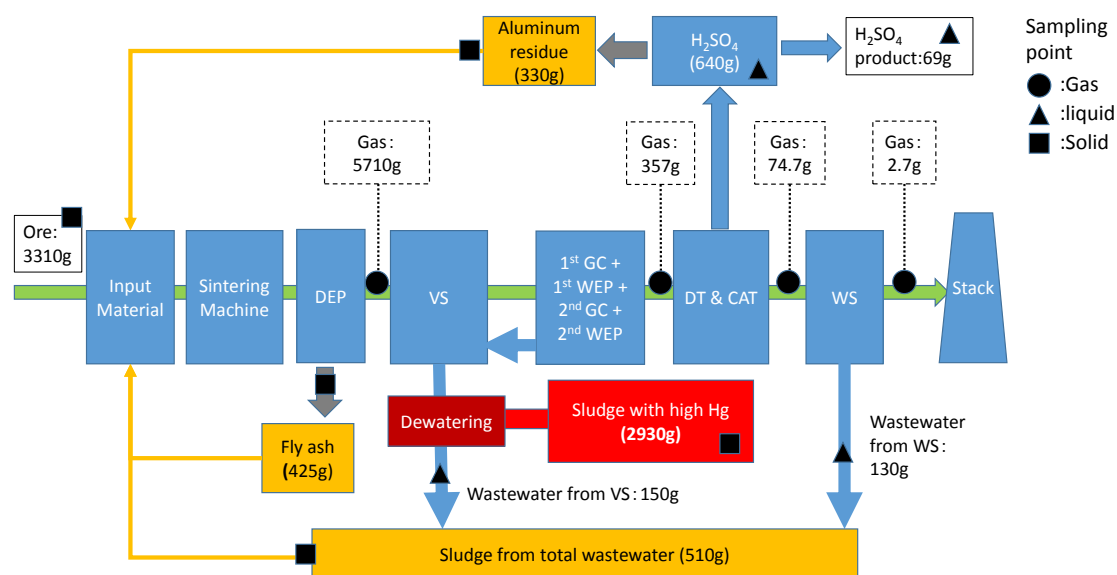 Aluminum
residue
(330g)
H₂SO₄
(640g)
H₂SO₄
product:69g
Sampling
point
:Gas
:liquid
:Solid
Gas:
5710g
Gas:
357g
Gas:
74.7g
Gas:
2.7g
Ore:
3310g
Input
Material
Sintering
Machine
DEP
VS
1st GC +
1st WEP +
2nd GC +
2nd WEP
DT & CAT
WS
Stack
Dewatering
Sludge with high Hg
(2930g)
Fly ash
(425g)
Wastewater from VS: 150g
Wastewater
from WS:
130g
Sludge from total wastewater (510g)